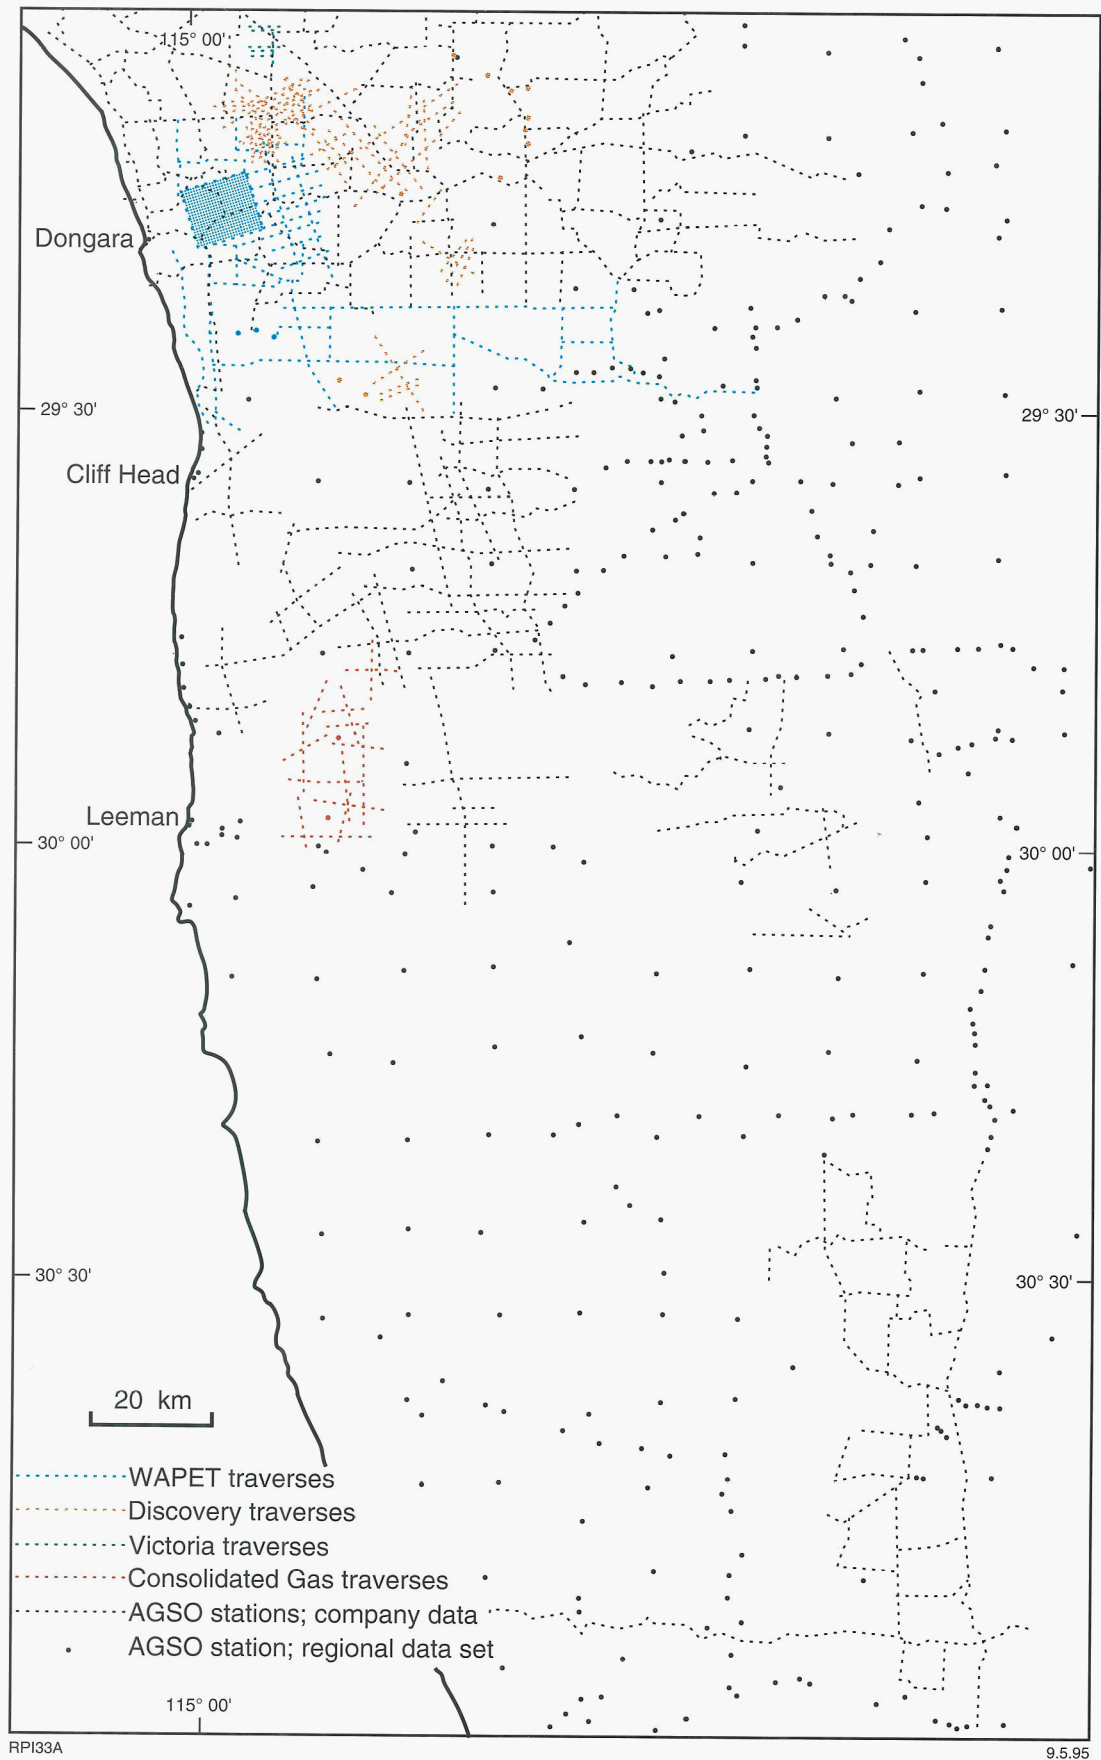 115° 00'
Dongara
29° 30'
29° 30'
Cliff Head
Leeman
30° 00'
30° 00'
30° 30'
30° 30'
20 km
WAPET traverses
Discovery traverses
Victoria traverses
Consolidated Gas traverses
AGSO stations; company data
AGSO station; regional data set
115° 00'
RPI33A
9.5.95